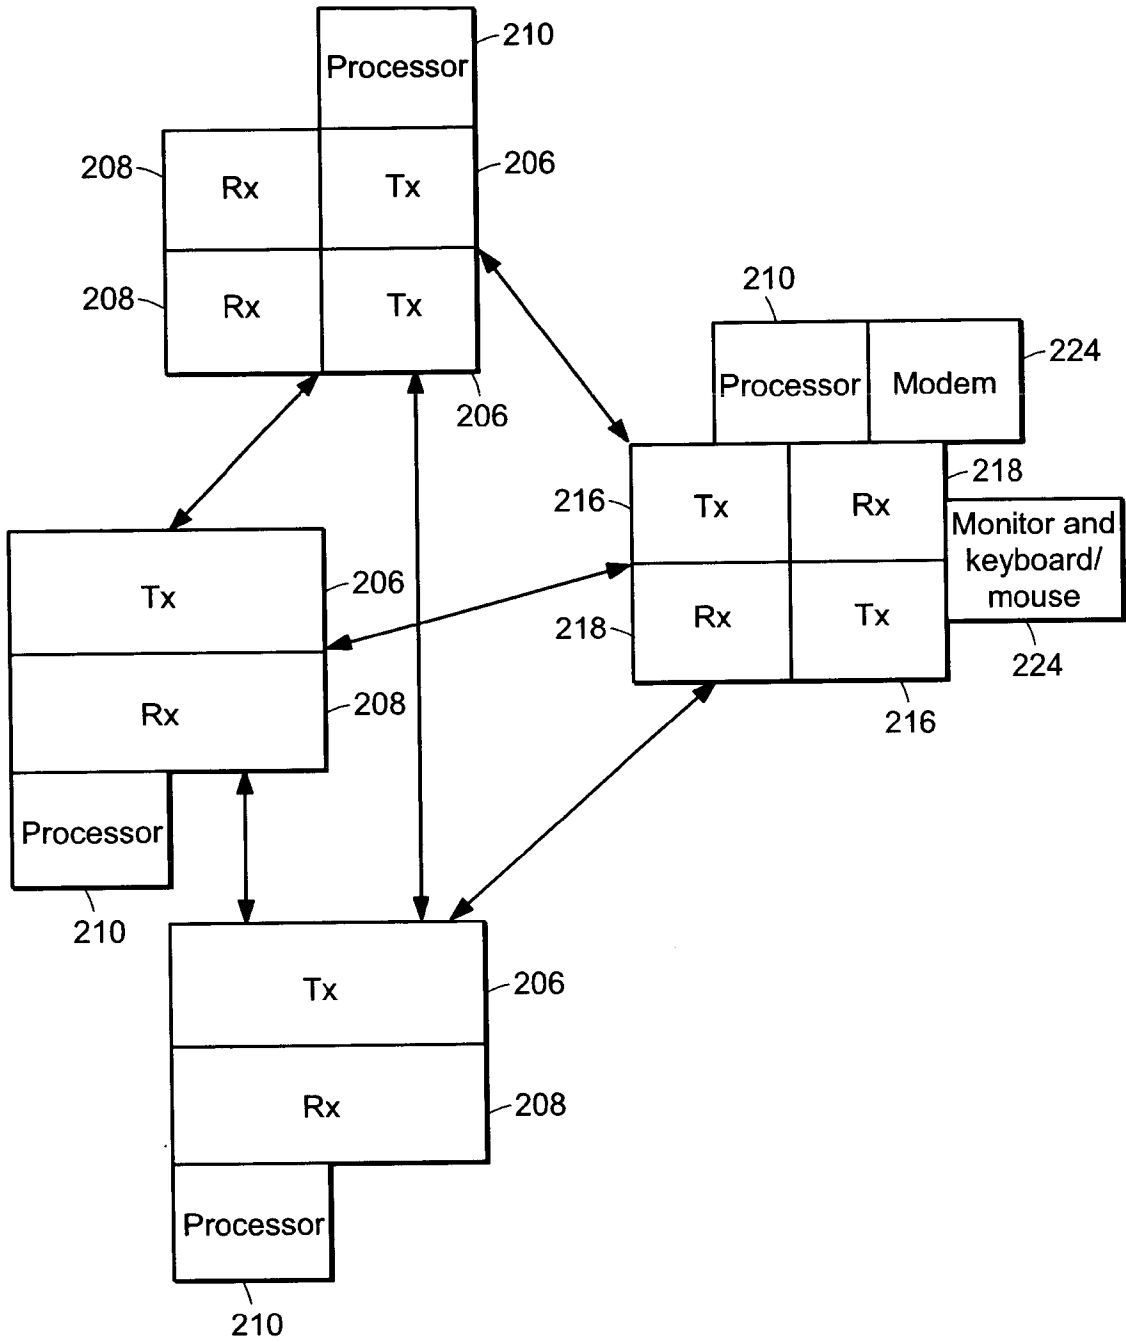 210
Processor
208
Rx
Tx
206
208
Rx
Tx
206
210
Processor
Modem
224
216
Tx
Rx
218
Monitor and
keyboard/
mouse
218
Rx
Tx
224
216
Tx
206
Rx
208
Processor
210
Tx
206
Rx
208
Processor
210